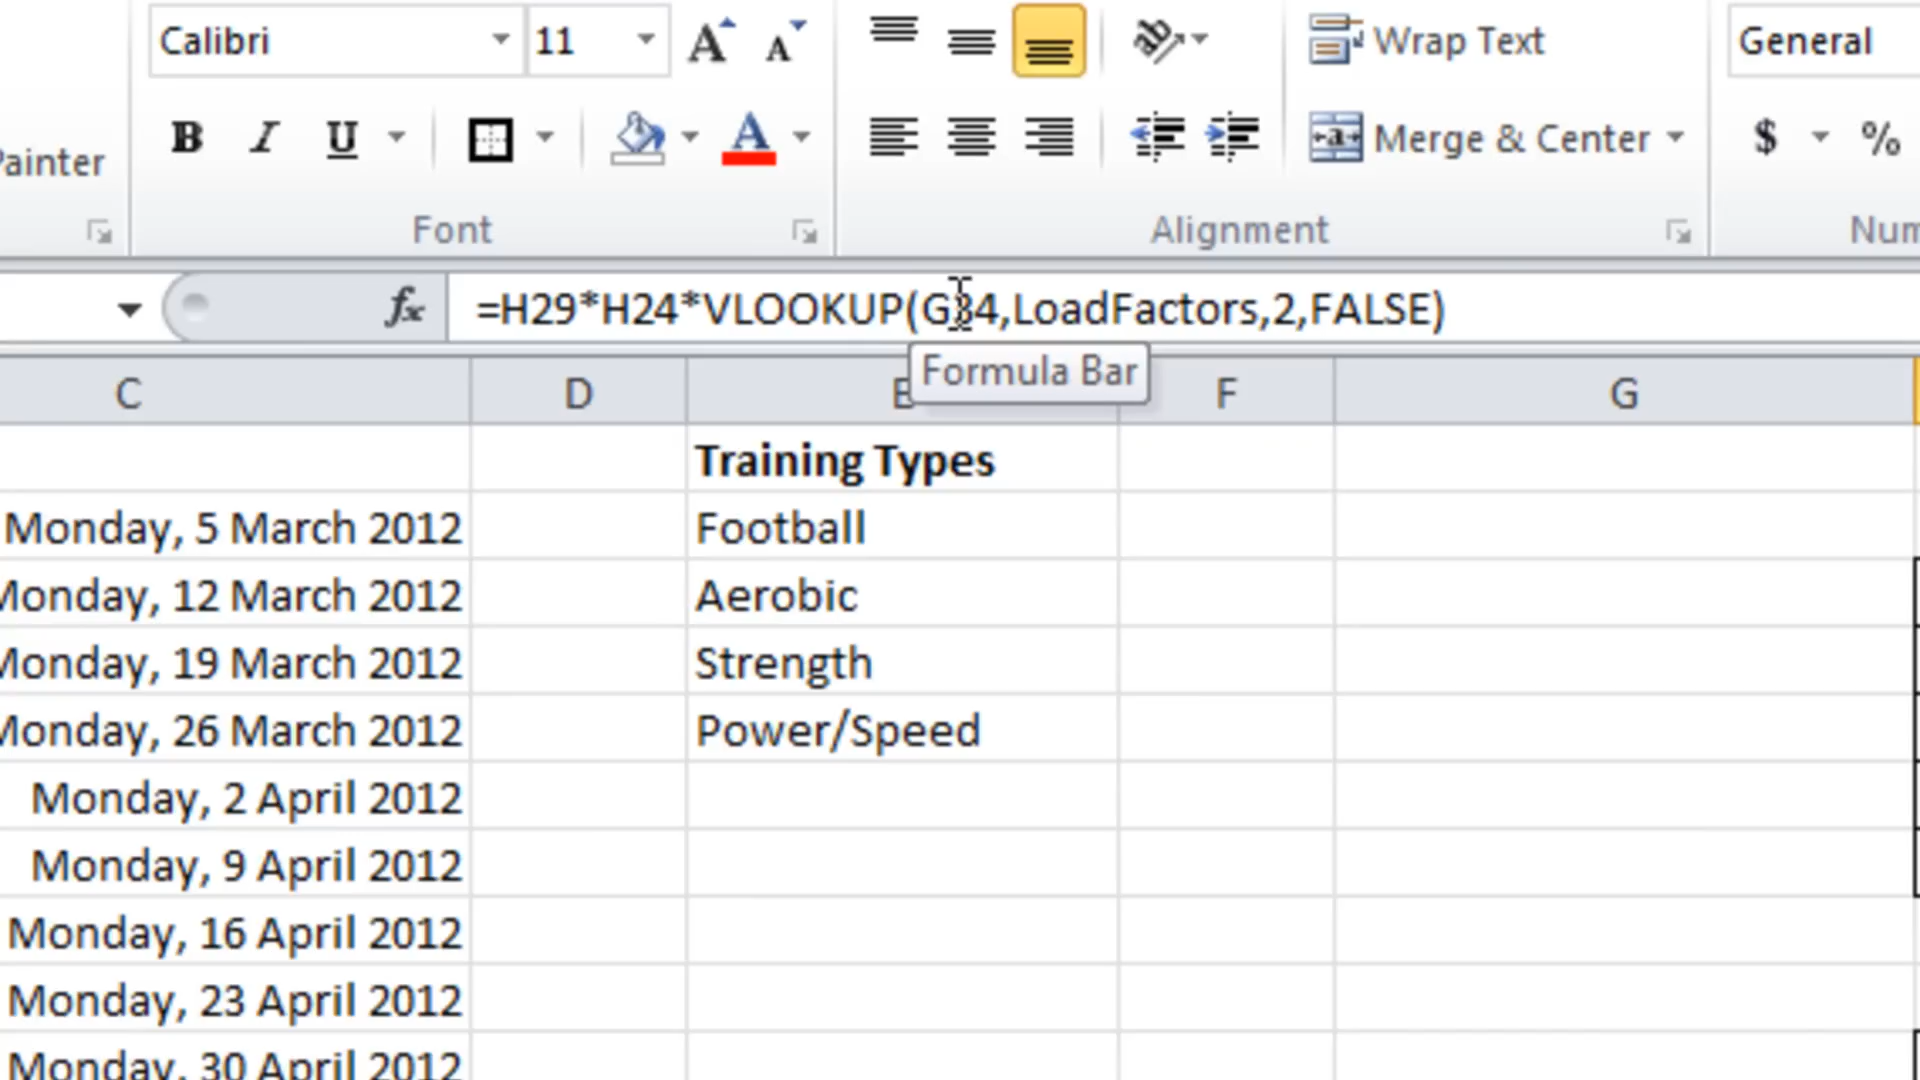 Calibri 11 A A Wrap Text General
Painter B I U A Merge & Center $ %
Font Alignment
fx =H29*H24*VLOOKUP(G34,LoadFactors,2,FALSE)
Formula Bar
C D E F G
Training Types
Monday, 5 March 2012 Football
Monday, 12 March 2012 Aerobic
Monday, 19 March 2012 Strength
Monday, 26 March 2012 Power/Speed
Monday, 2 April 2012
Monday, 9 April 2012
Monday, 16 April 2012
Monday, 23 April 2012
Monday, 30 April 2012